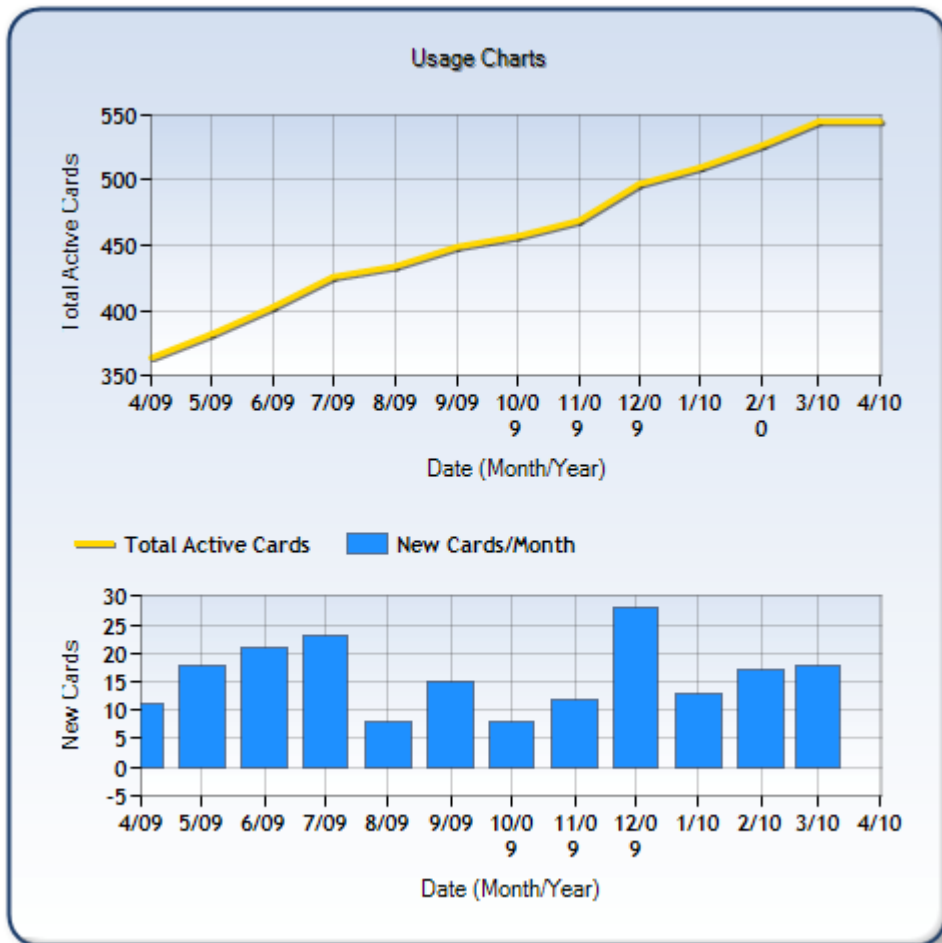 Usage Charts
550
500
450
400
350
Total Active Cards
4/09 5/09 6/09 7/09 8/09 9/09 10/0 11/0 12/0 1/10 2/1 3/10 4/10
9 9 9 0
Date (Month/Year)
Total Active Cards New Cards/Month
30
25
20
15
10
5
0
-5
New Cards
4/09 5/09 6/09 7/09 8/09 9/09 10/0 11/0 12/0 1/10 2/10 3/10 4/10
9 9 9
Date (Month/Year)